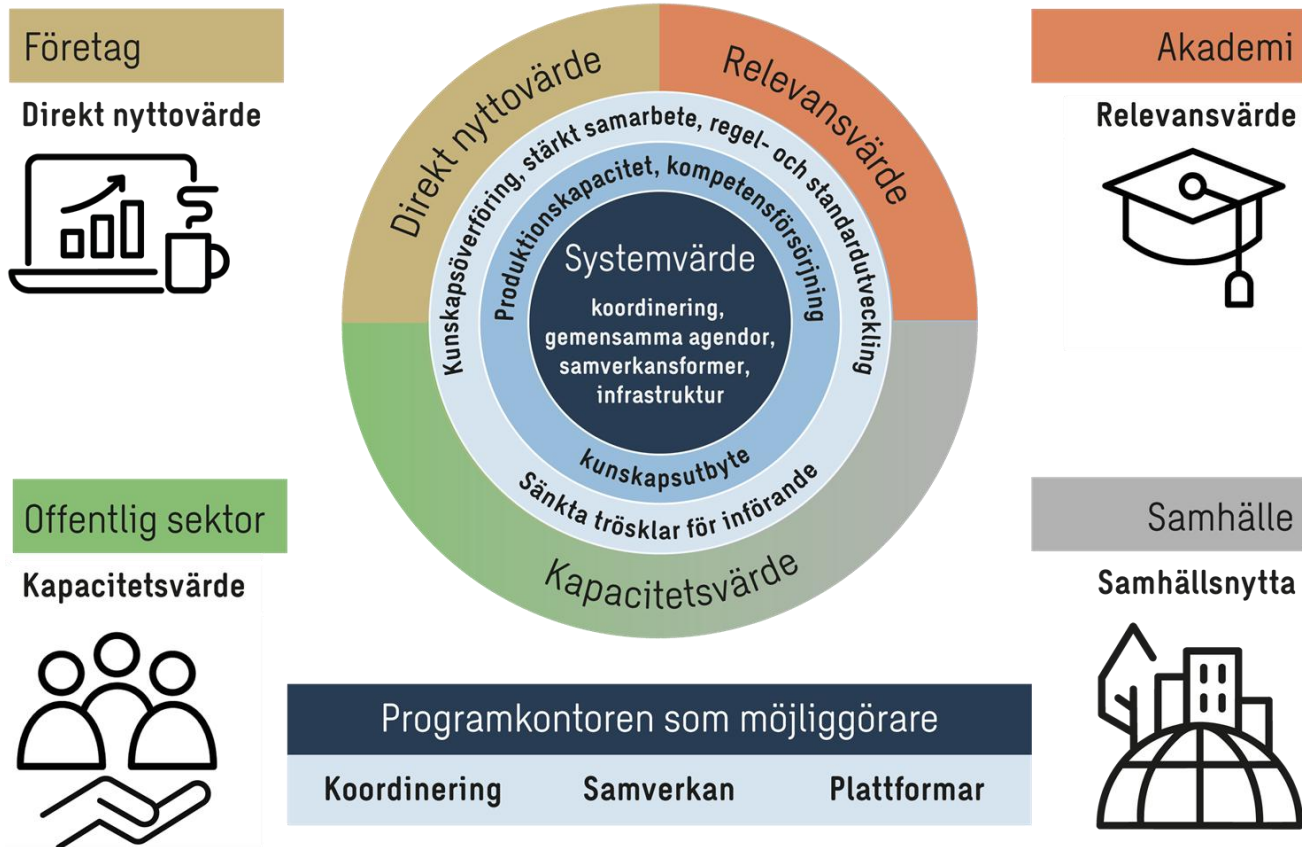 Företag
Direkt nyttovärde
Akademi
Relevansvärde
Direkt nyttovärde
Relevansvärde
Kunskapsöverföring, stärkt samarbete, regel- och standardutveckling
Produktionskapacitet, kompetensförsörjning
Systemvärde
koordinering,
gemensamma agendor,
samverkansformer,
infrastruktur
kunskapsutbyte
Sänkta trösklar för införande
Kapacitetsvärde
Offentlig sektor
Kapacitetsvärde
Samhälle
Samhällsnytta
Programkontoren som möjliggörare
Koordinering Samverkan Plattformar